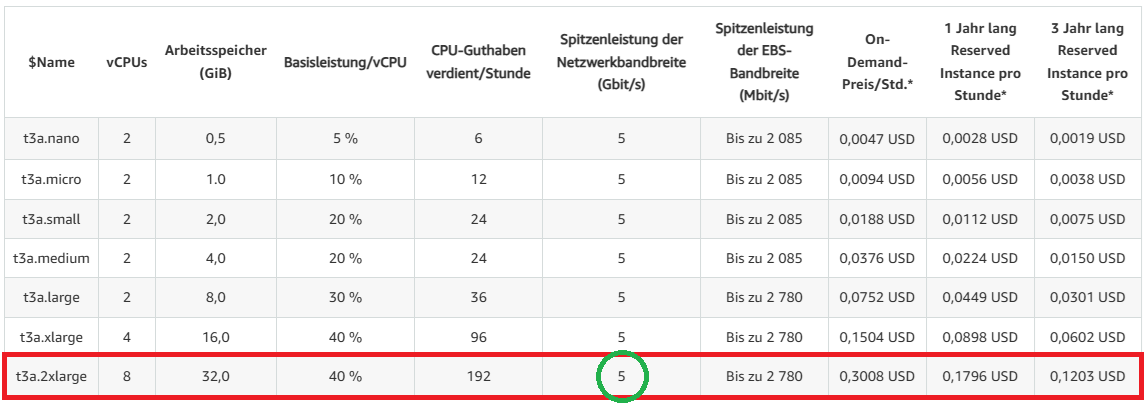 $Name vCPUs Arbeitsspeicher (GiB) Basisleistung/vCPU CPU-Guthaben verdient/Stunde Spitzenleistung der Netzwerkbandbreite (Gbit/s) Spitzenleistung der EBS-Bandbreite (Mbit/s) On-Demand-Preis/Std.* 1 Jahr lang Reserved Instance pro Stunde* 3 Jahr lang Reserved Instance pro Stunde*
t3a.nano 2 0,5 5 % 6 5 Bis zu 2 085 0,0047 USD 0,0028 USD 0,0019 USD
t3a.micro 2 1.0 10 % 12 5 Bis zu 2 085 0,0094 USD 0,0056 USD 0,0038 USD
t3a.small 2 2,0 20 % 24 5 Bis zu 2 085 0,0188 USD 0,0112 USD 0,0075 USD
t3a.medium 2 4,0 20 % 24 5 Bis zu 2 085 0,0376 USD 0,0224 USD 0,0150 USD
t3a.large 2 8,0 30 % 36 5 Bis zu 2 780 0,0752 USD 0,0449 USD 0,0301 USD
t3a.xlarge 4 16,0 40 % 96 5 Bis zu 2 780 0,1504 USD 0,0898 USD 0,0602 USD
t3a.2xlarge 8 32,0 40 % 192 5 Bis zu 2 780 0,3008 USD 0,1796 USD 0,1203 USD